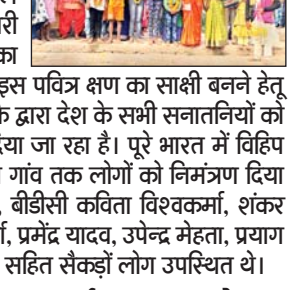 री
का
इस पवित्र क्षण का साक्षी बनने हेतू
के द्वारा देश के सभी सनातनियों को
या जा रहा है। पूरे भारत में विहिप
गांव तक लोगों को निमंत्रण दिया
, बीडीसी कविता विश्वकर्मा, शंकर
र्मा, प्रमेंद्र यादव, उपेन्द्र मेहता, प्रयाग
सहित सैकड़ों लोग उपस्थित थे।